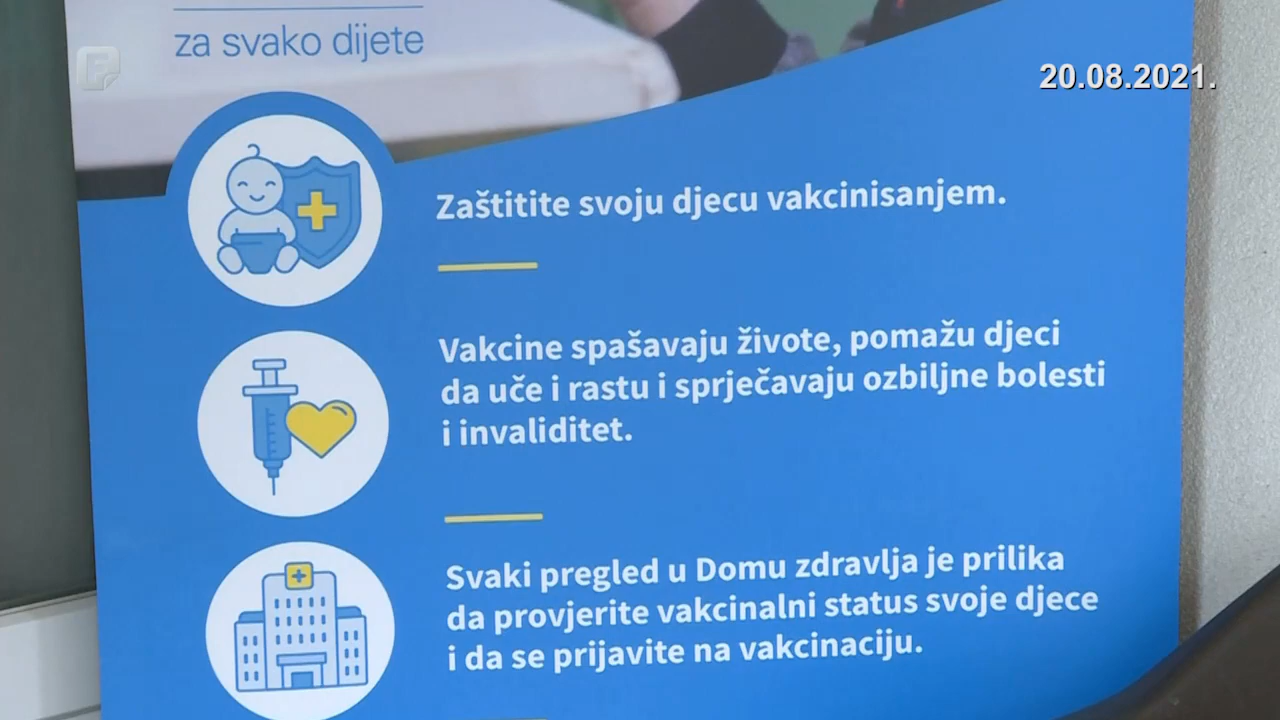 za svako dijete
20.08.2021.
Zaštitite svoju djecu vakcinisanjem.
Vakcine spašavaju živote, pomažu djeci
da uče i rastu i sprječavaju ozbiljne bolesti
i invaliditet.
Svaki pregled u Domu zdravlja je prilika
da provjerite vakcinalni status svoje djece
i da se prijavite na vakcinaciju.